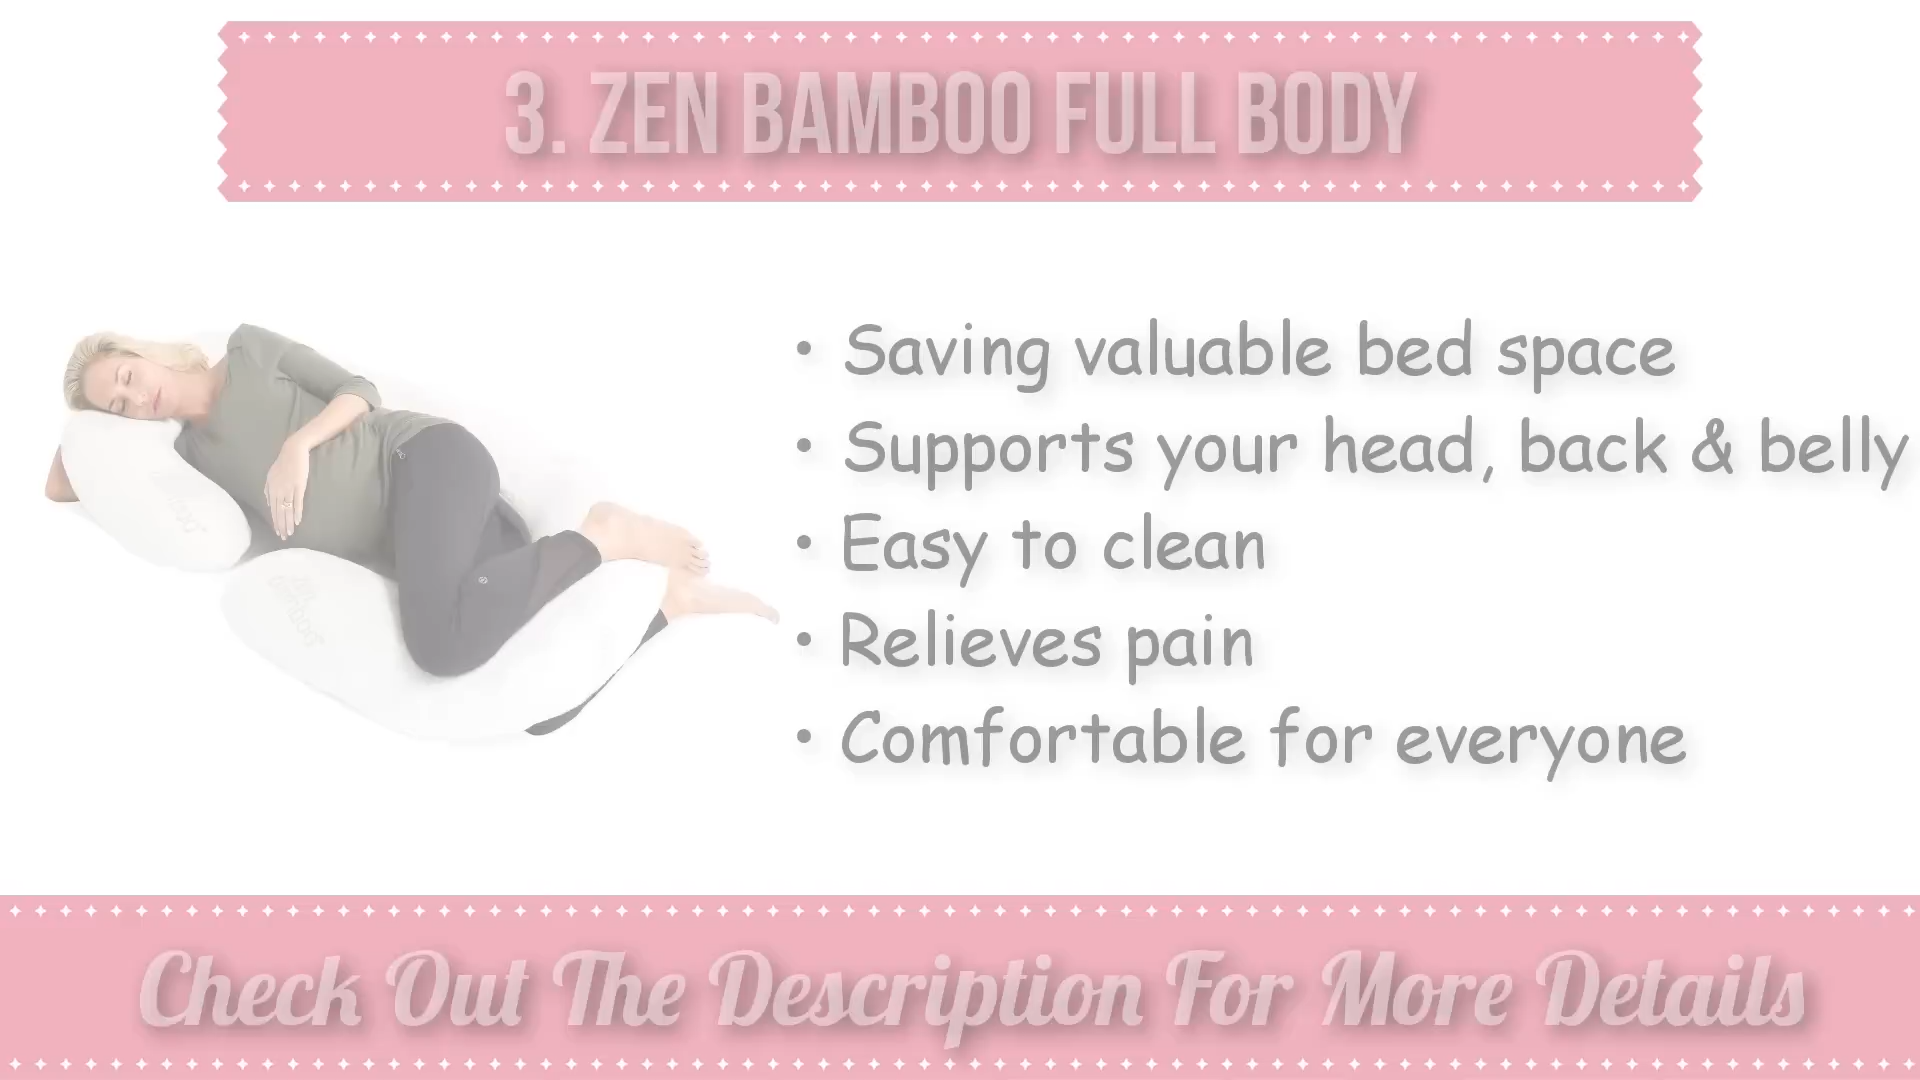 3. ZEN BAMBOO FULL BODY
• Saving valuable bed space
• Supports your head, back & belly
• Easy to clean
• Relieves pain
• Comfortable for everyone
Check Out The Description For More Details